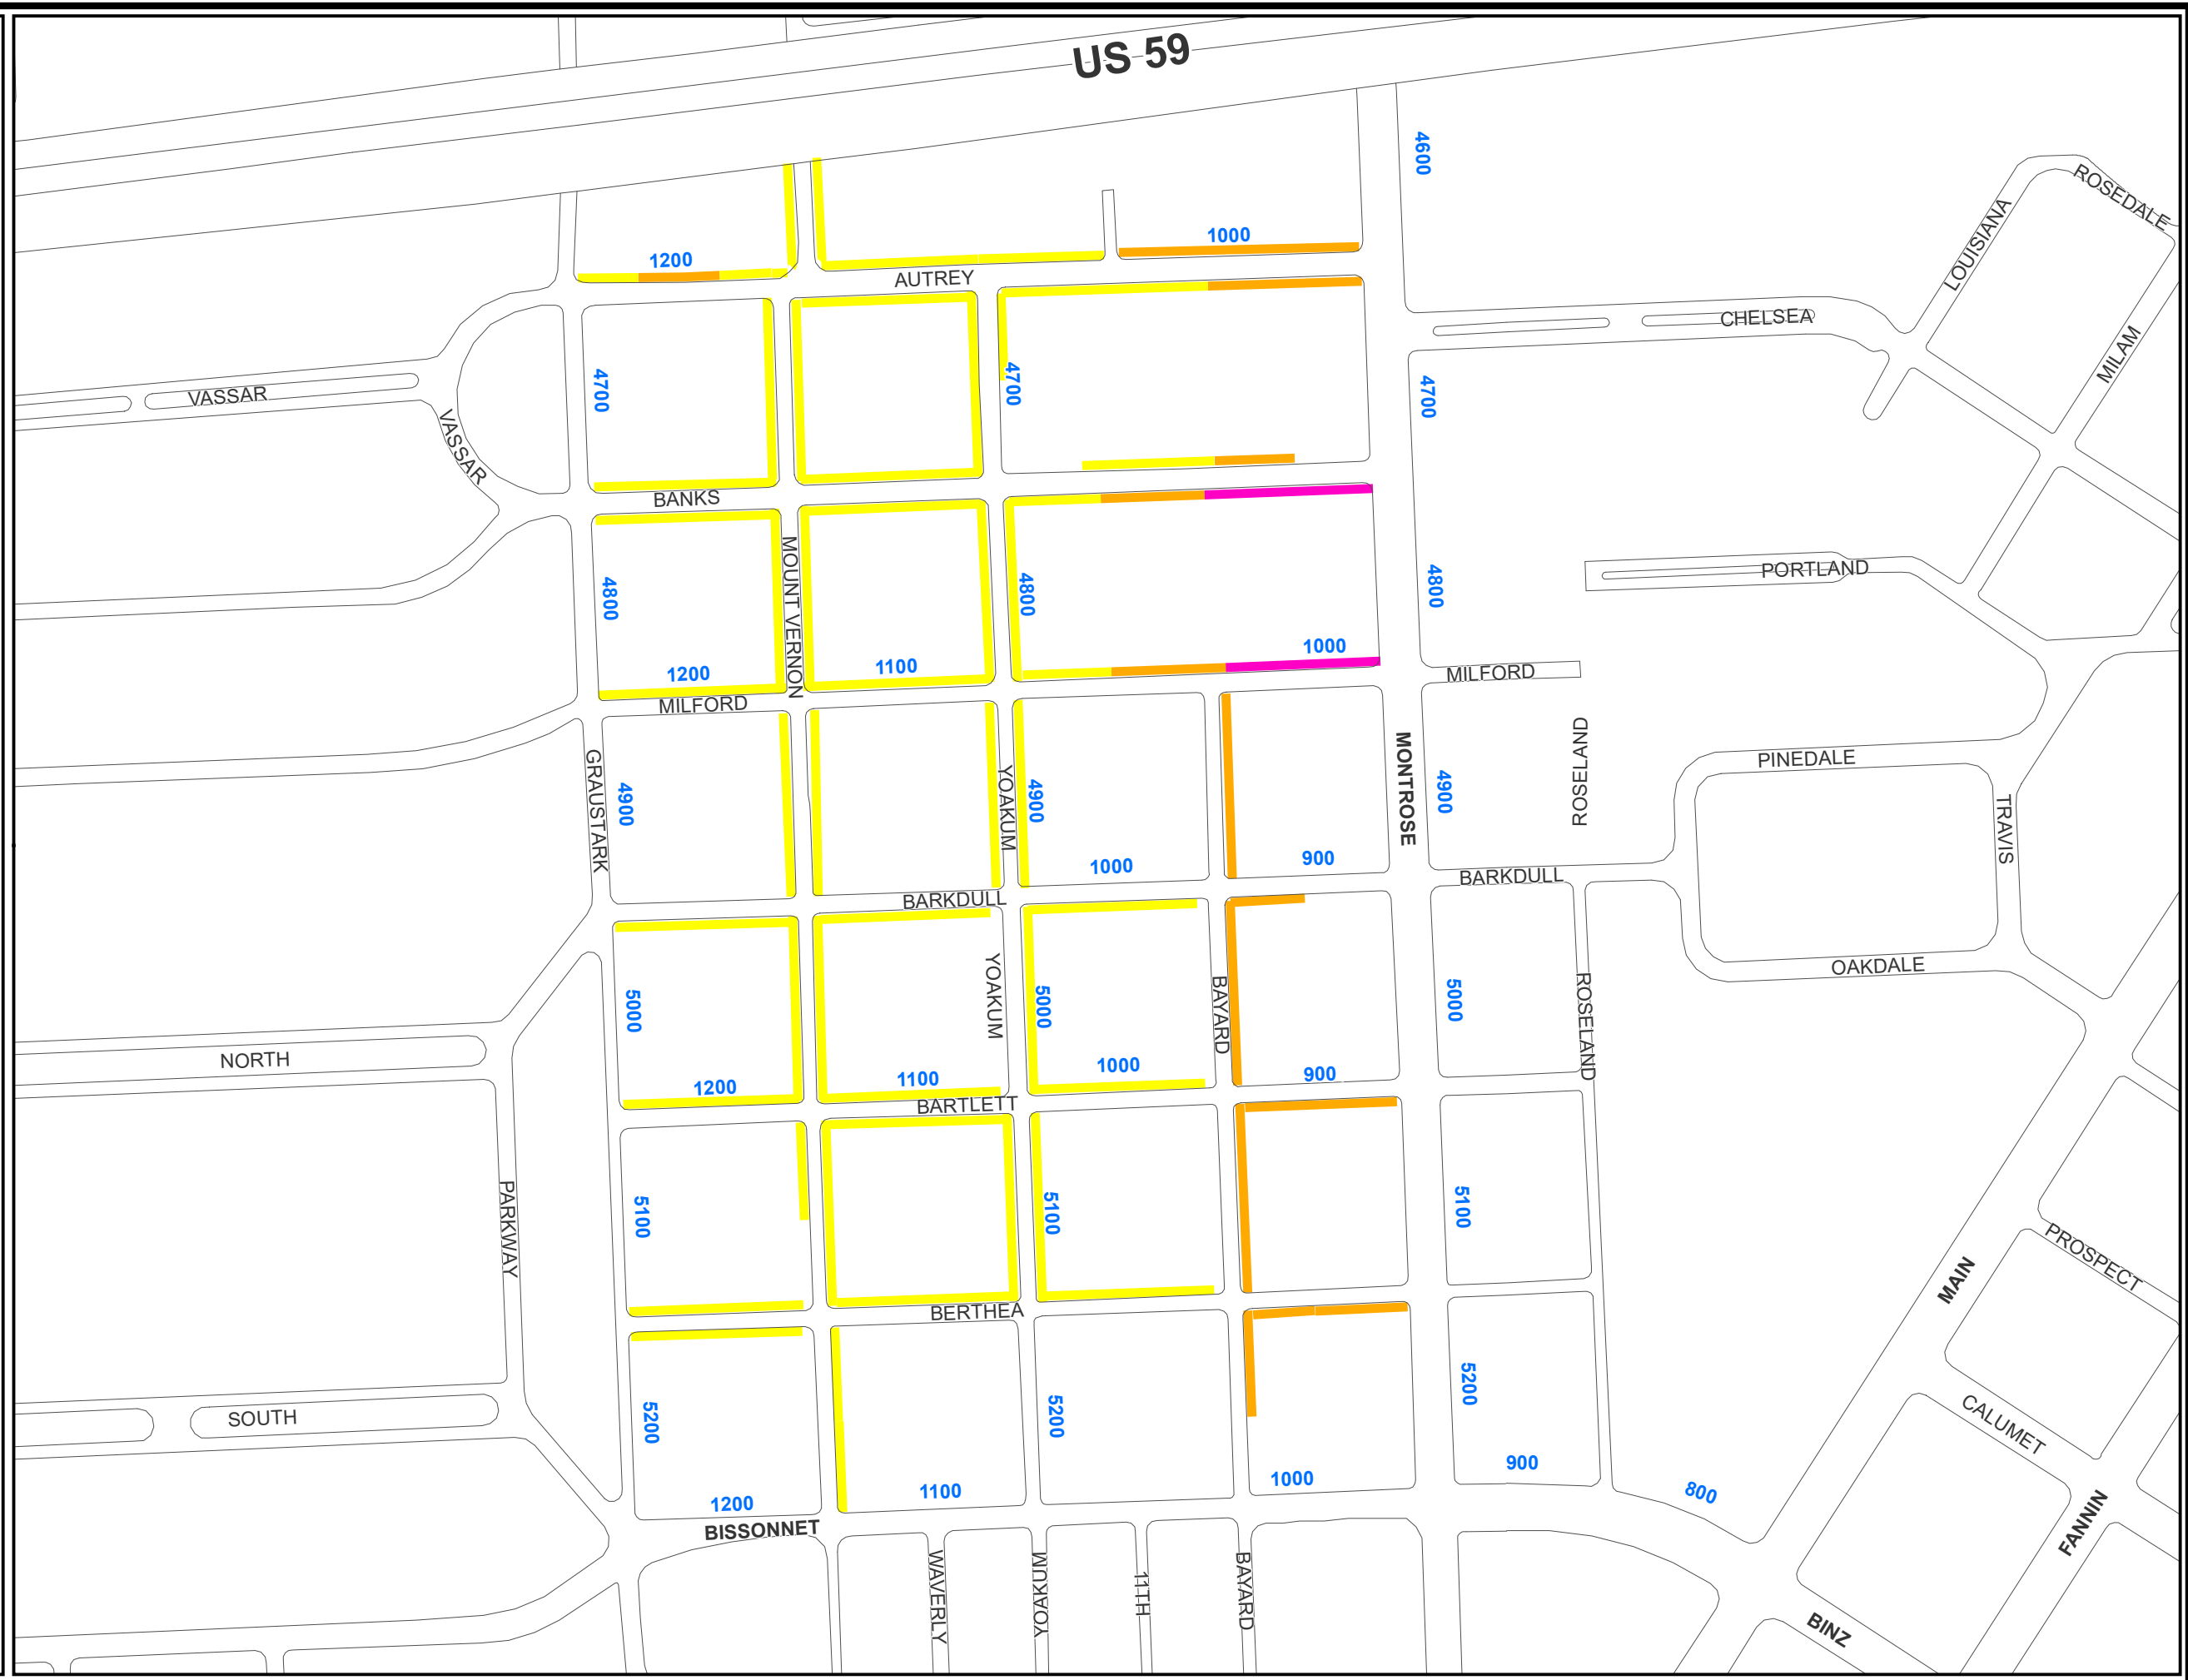 US 59
4600
ROSEDALE
LOUISIANA
1000
1200
AUTREY
CHELSEA
MILAM
VASSAR
4700
4700
4700
VASSAR
BANKS
MOUNT VERNON
4800
4800
4800
PORTLAND
1200
1100
1000
MILFORD
MILFORD
GRAUSTARK
4900
YOAKUM
4900
MONTROSE
4900
ROSELAND
PINEDALE
TRAVIS
1000
900
BARKDULL
BARKDULL
5000
YOAKUM
5000
BAYARD
5000
ROSELAND
OAKDALE
NORTH
1200
1100
1000
900
BARTLETT
PARKWAY
5100
5100
5100
PROSPECT
MAIN
BERTHEA
5200
5200
5200
SOUTH
CALUMET
1200
1100
1000
900
800
BISSONNET
FANNIN
WAVERLY
YOAKUM
11TH
BAYARD
BINZ